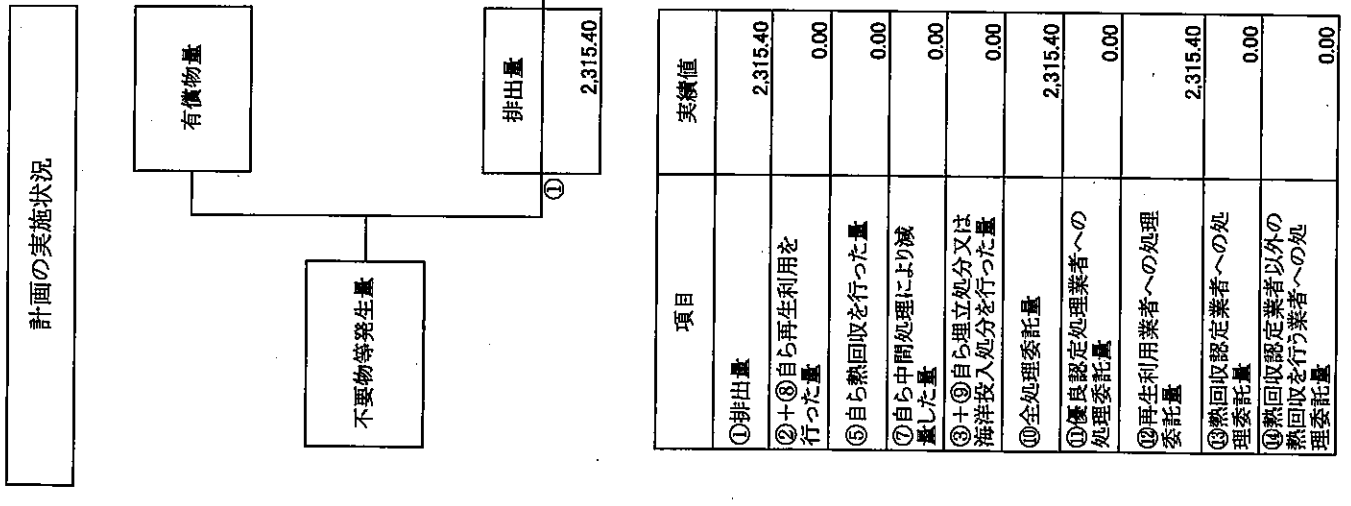 計画の実施状況
有償物量
不要物等発生量
排出量
①
2,315.40
項目
実績値
①排出量
2,315.40
②+⑧自ら再生利用を
行った量
0.00
⑤自ら熱回収を行った量
0.00
⑦自ら中間処理により減
量した量
0.00
③+⑨自ら埋立処分又は
海洋投入処分を行った量
0.00
⑩全処理委託量
2,315.40
⑪優良認定処理業者への
処理委託量
0.00
⑫再生利用業者への処理
委託量
2,315.40
⑬熱回収認定業者への処
理委託量
0.00
⑭熱回収認定業者以外の
熱回収を行う業者への処
理委託量
0.00